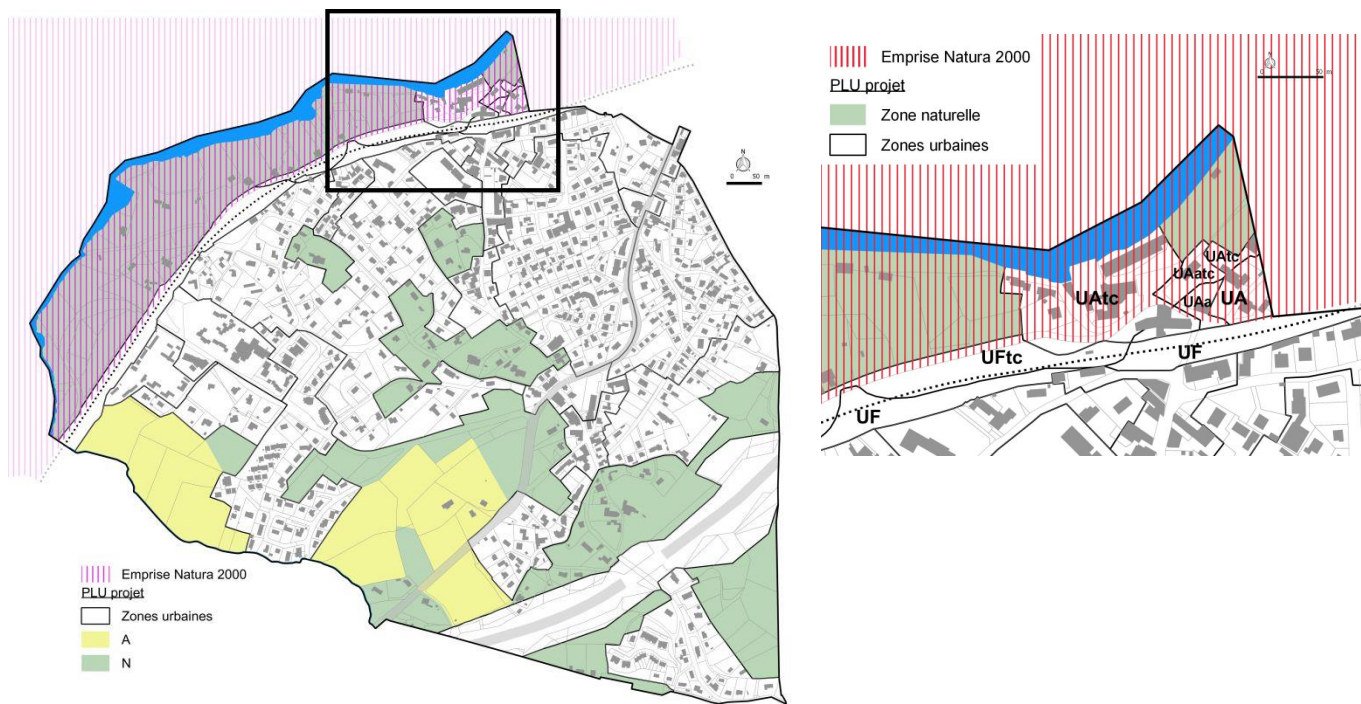 N
0 50 m
Emprise Natura 2000
PLU projet
Zones urbaines
A
N
Emprise Natura 2000
PLU projet
Zone naturelle
Zones urbaines
0 50 m
UAtc
UAatc
UAtc
UAa
UA
UFtc
UF
UF